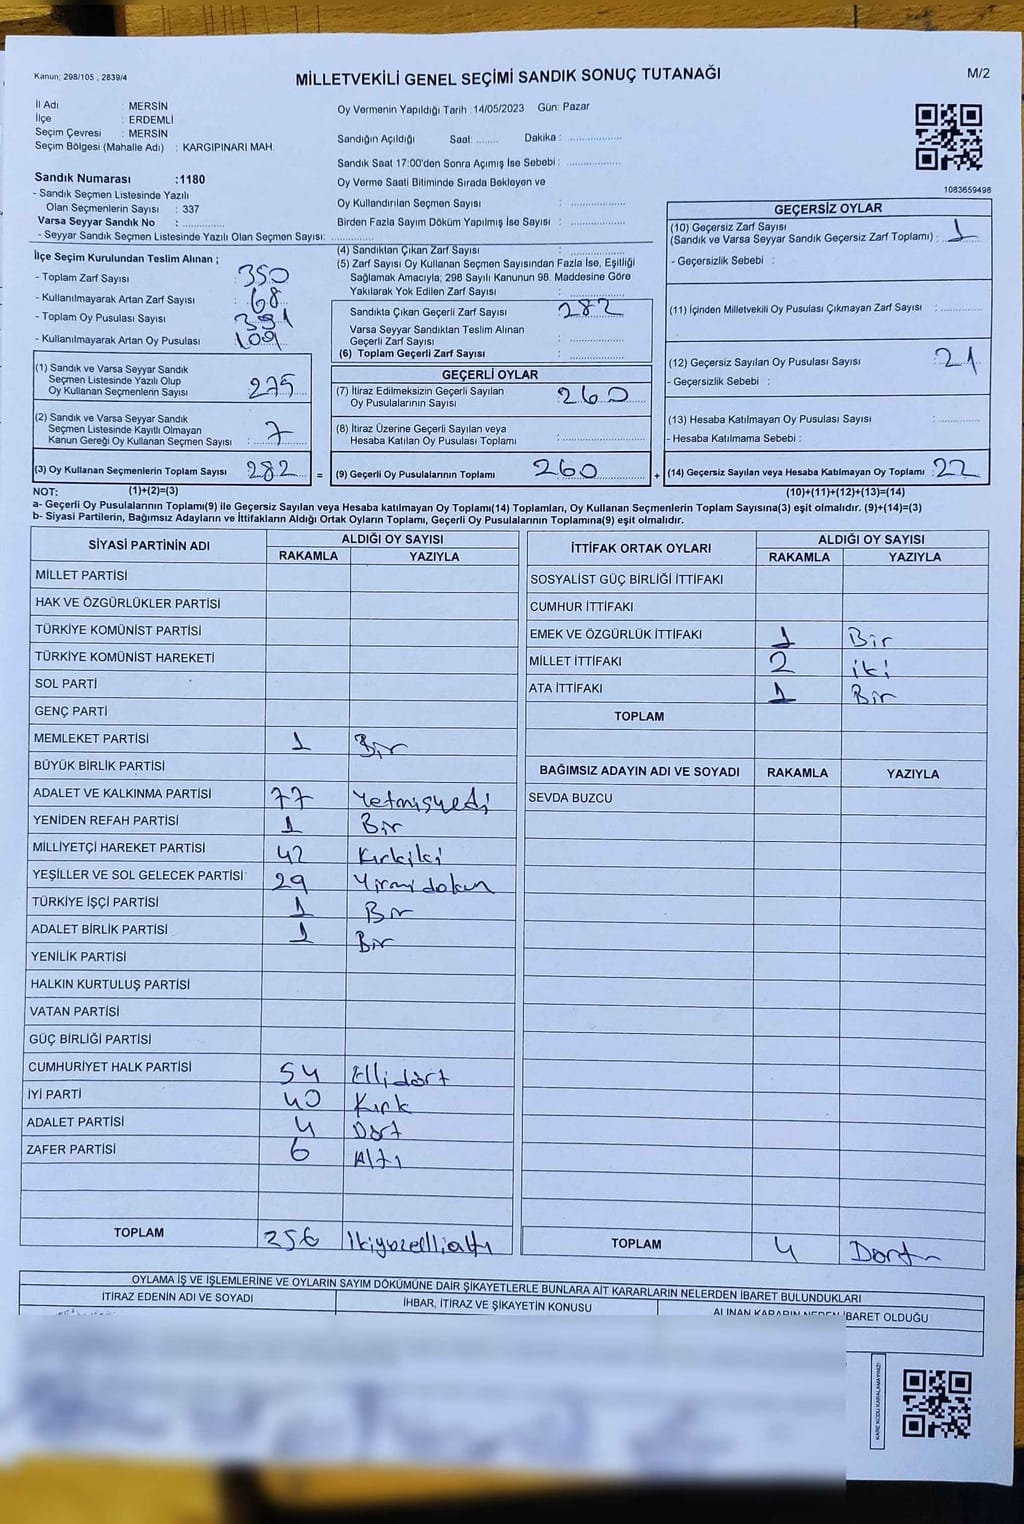 Kanun: 298/105 , 2839/4
MİLLETVEKİLİ GENEL SEÇİMİ SANDIK SONUÇ TUTANAĞI
M/2
İl Adı : MERSİN
İlçe : ERDEMLİ
Seçim Çevresi : MERSİN
Seçim Bölgesi (Mahalle Adı) : KARGIPINARI MAH.
Sandık Numarası :1180
- Sandık Seçmen Listesinde Yazılı
Olan Seçmenlerin Sayısı : 337
Varsa Seyyar Sandık No :
- Seyyar Sandık Seçmen Listesinde Yazılı Olan Seçmen Sayısı:
Oy Vermenin Yapıldığı Tarih :14/05/2023 Gün: Pazar
Sandığın Açıldığı Saat: Dakika :
Sandık Saat 17:00'den Sonra Açımış İse Sebebi :
Oy Verme Saati Bitiminde Sırada Bekleyen ve
Oy Kullandırılan Seçmen Sayısı :
Birden Fazla Sayım Döküm Yapılmış İse Sayısı :
1083659498
İlçe Seçim Kurulundan Teslim Alınan ;
- Toplam Zarf Sayısı : 350
- Kullanılmayarak Artan Zarf Sayısı : 68
- Toplam Oy Pusulası Sayısı : 391
- Kullanılmayarak Artan Oy Pusulası 109
(1) Sandık ve Varsa Seyyar Sandık
Seçmen Listesinde Yazılı Olup
Oy Kullanan Seçmenlerin Sayısı : 275
(2) Sandık ve Varsa Seyyar Sandık
Seçmen Listesinde Kayıtlı Olmayan
Kanun Gereği Oy Kullanan Seçmen Sayısı : 7
(3) Oy Kullanan Seçmenlerin Toplam Sayısı : 282 =
(4) Sandıktan Çıkan Zarf Sayısı :
(5) Zarf Sayısı Oy Kullanan Seçmen Sayısından Fazla İse, Eşitliği
Sağlamak Amacıyla; 298 Sayılı Kanunun 98. Maddesine Göre
Yakılarak Yok Edilen Zarf Sayısı :
Sandıkta Çıkan Geçerli Zarf Sayısı : 282
Varsa Seyyar Sandıktan Teslim Alınan
Geçerli Zarf Sayısı :
(6) Toplam Geçerli Zarf Sayısı :
GEÇERLİ OYLAR
(7) İtiraz Edilmeksizin Geçerli Sayılan
Oy Pusulalarının Sayısı : 260
(8) İtiraz Üzerine Geçerli Sayılan veya
Hesaba Katılan Oy Pusulası Toplamı :
(9) Geçerli Oy Pusulalarının Toplamı : 260 +
GEÇERSİZ OYLAR
(10) Geçersiz Zarf Sayısı
(Sandık ve Varsa Seyyar Sandık Geçersiz Zarf Toplamı) : 1
- Geçersizlik Sebebi :
(11) İçinden Milletvekili Oy Pusulası Çıkmayan Zarf Sayısı :
(12) Geçersiz Sayılan Oy Pusulası Sayısı : 21
- Geçersizlik Sebebi :
(13) Hesaba Katılmayan Oy Pusulası Sayısı :
- Hesaba Katılmama Sebebi :
(14) Geçersiz Sayılan veya Hesaba Katılmayan Oy Toplamı : 22
NOT: (1)+(2)=(3) (10)+(11)+(12)+(13)=(14)
a- Geçerli Oy Pusulalarının Toplamı(9) ile Geçersiz Sayılan veya Hesaba katılmayan Oy Toplamı(14) Toplamları, Oy Kullanan Seçmenlerin Toplam Sayısına(3) eşit olmalıdır. (9)+(14)=(3)
b- Siyasi Partilerin, Bağımsız Adayların ve İttifakların Aldığı Ortak Oyların Toplamı, Geçerli Oy Pusulalarının Toplamına(9) eşit olmalıdır.
SİYASİ PARTİNİN ADI ALDIĞI OY SAYISI
RAKAMLA YAZIYLA
MİLLET PARTİSİ
HAK VE ÖZGÜRLÜKLER PARTİSİ
TÜRKİYE KOMÜNİST PARTİSİ
TÜRKİYE KOMÜNİST HAREKETİ
SOL PARTİ
GENÇ PARTİ
MEMLEKET PARTİSİ 1 Bir
BÜYÜK BİRLİK PARTİSİ
ADALET VE KALKINMA PARTİSİ 77 Yetmişyedi
YENİDEN REFAH PARTİSİ 1 Bir
MİLLİYETÇİ HAREKET PARTİSİ 42 Kırkiki
YEŞİLLER VE SOL GELECEK PARTİSİ 29 Yirmidokuz
TÜRKİYE İŞÇİ PARTİSİ 1 Bir
ADALET BİRLİK PARTİSİ 1 Bir
YENİLİK PARTİSİ
HALKIN KURTULUŞ PARTİSİ
VATAN PARTİSİ
GÜÇ BİRLİĞİ PARTİSİ
CUMHURİYET HALK PARTİSİ 54 Ellidört
İYİ PARTİ 40 Kırk
ADALET PARTİSİ 4 Dört
ZAFER PARTİSİ 6 Altı
TOPLAM 256 İkiyüzelliαltı
İTTİFAK ORTAK OYLARI ALDIĞI OY SAYISI
RAKAMLA YAZIYLA
SOSYALİST GÜÇ BİRLİĞİ İTTİFAKI
CUMHUR İTTİFAKI
EMEK VE ÖZGÜRLÜK İTTİFAKI 1 Bir
MİLLET İTTİFAKI 2 iki
ATA İTTİFAKI 1 Bir
TOPLAM
BAĞIMSIZ ADAYIN ADI VE SOYADI RAKAMLA YAZIYLA
SEVDA BUZCU
TOPLAM 4 Dört
OYLAMA İŞ VE İŞLEMLERİNE VE OYLARIN SAYIM DÖKÜMÜNE DAİR ŞİKAYETLERLE BUNLARA AİT KARARLARIN NELERDEN İBARET BULUNDUKLARI
İTİRAZ EDENİN ADI VE SOYADI İHBAR, İTİRAZ VE ŞİKAYETİN KONUSU ALINAN KARARIN NEDEN İBARET OLDUĞU
KARE KODU KARALAMAYINIZ!